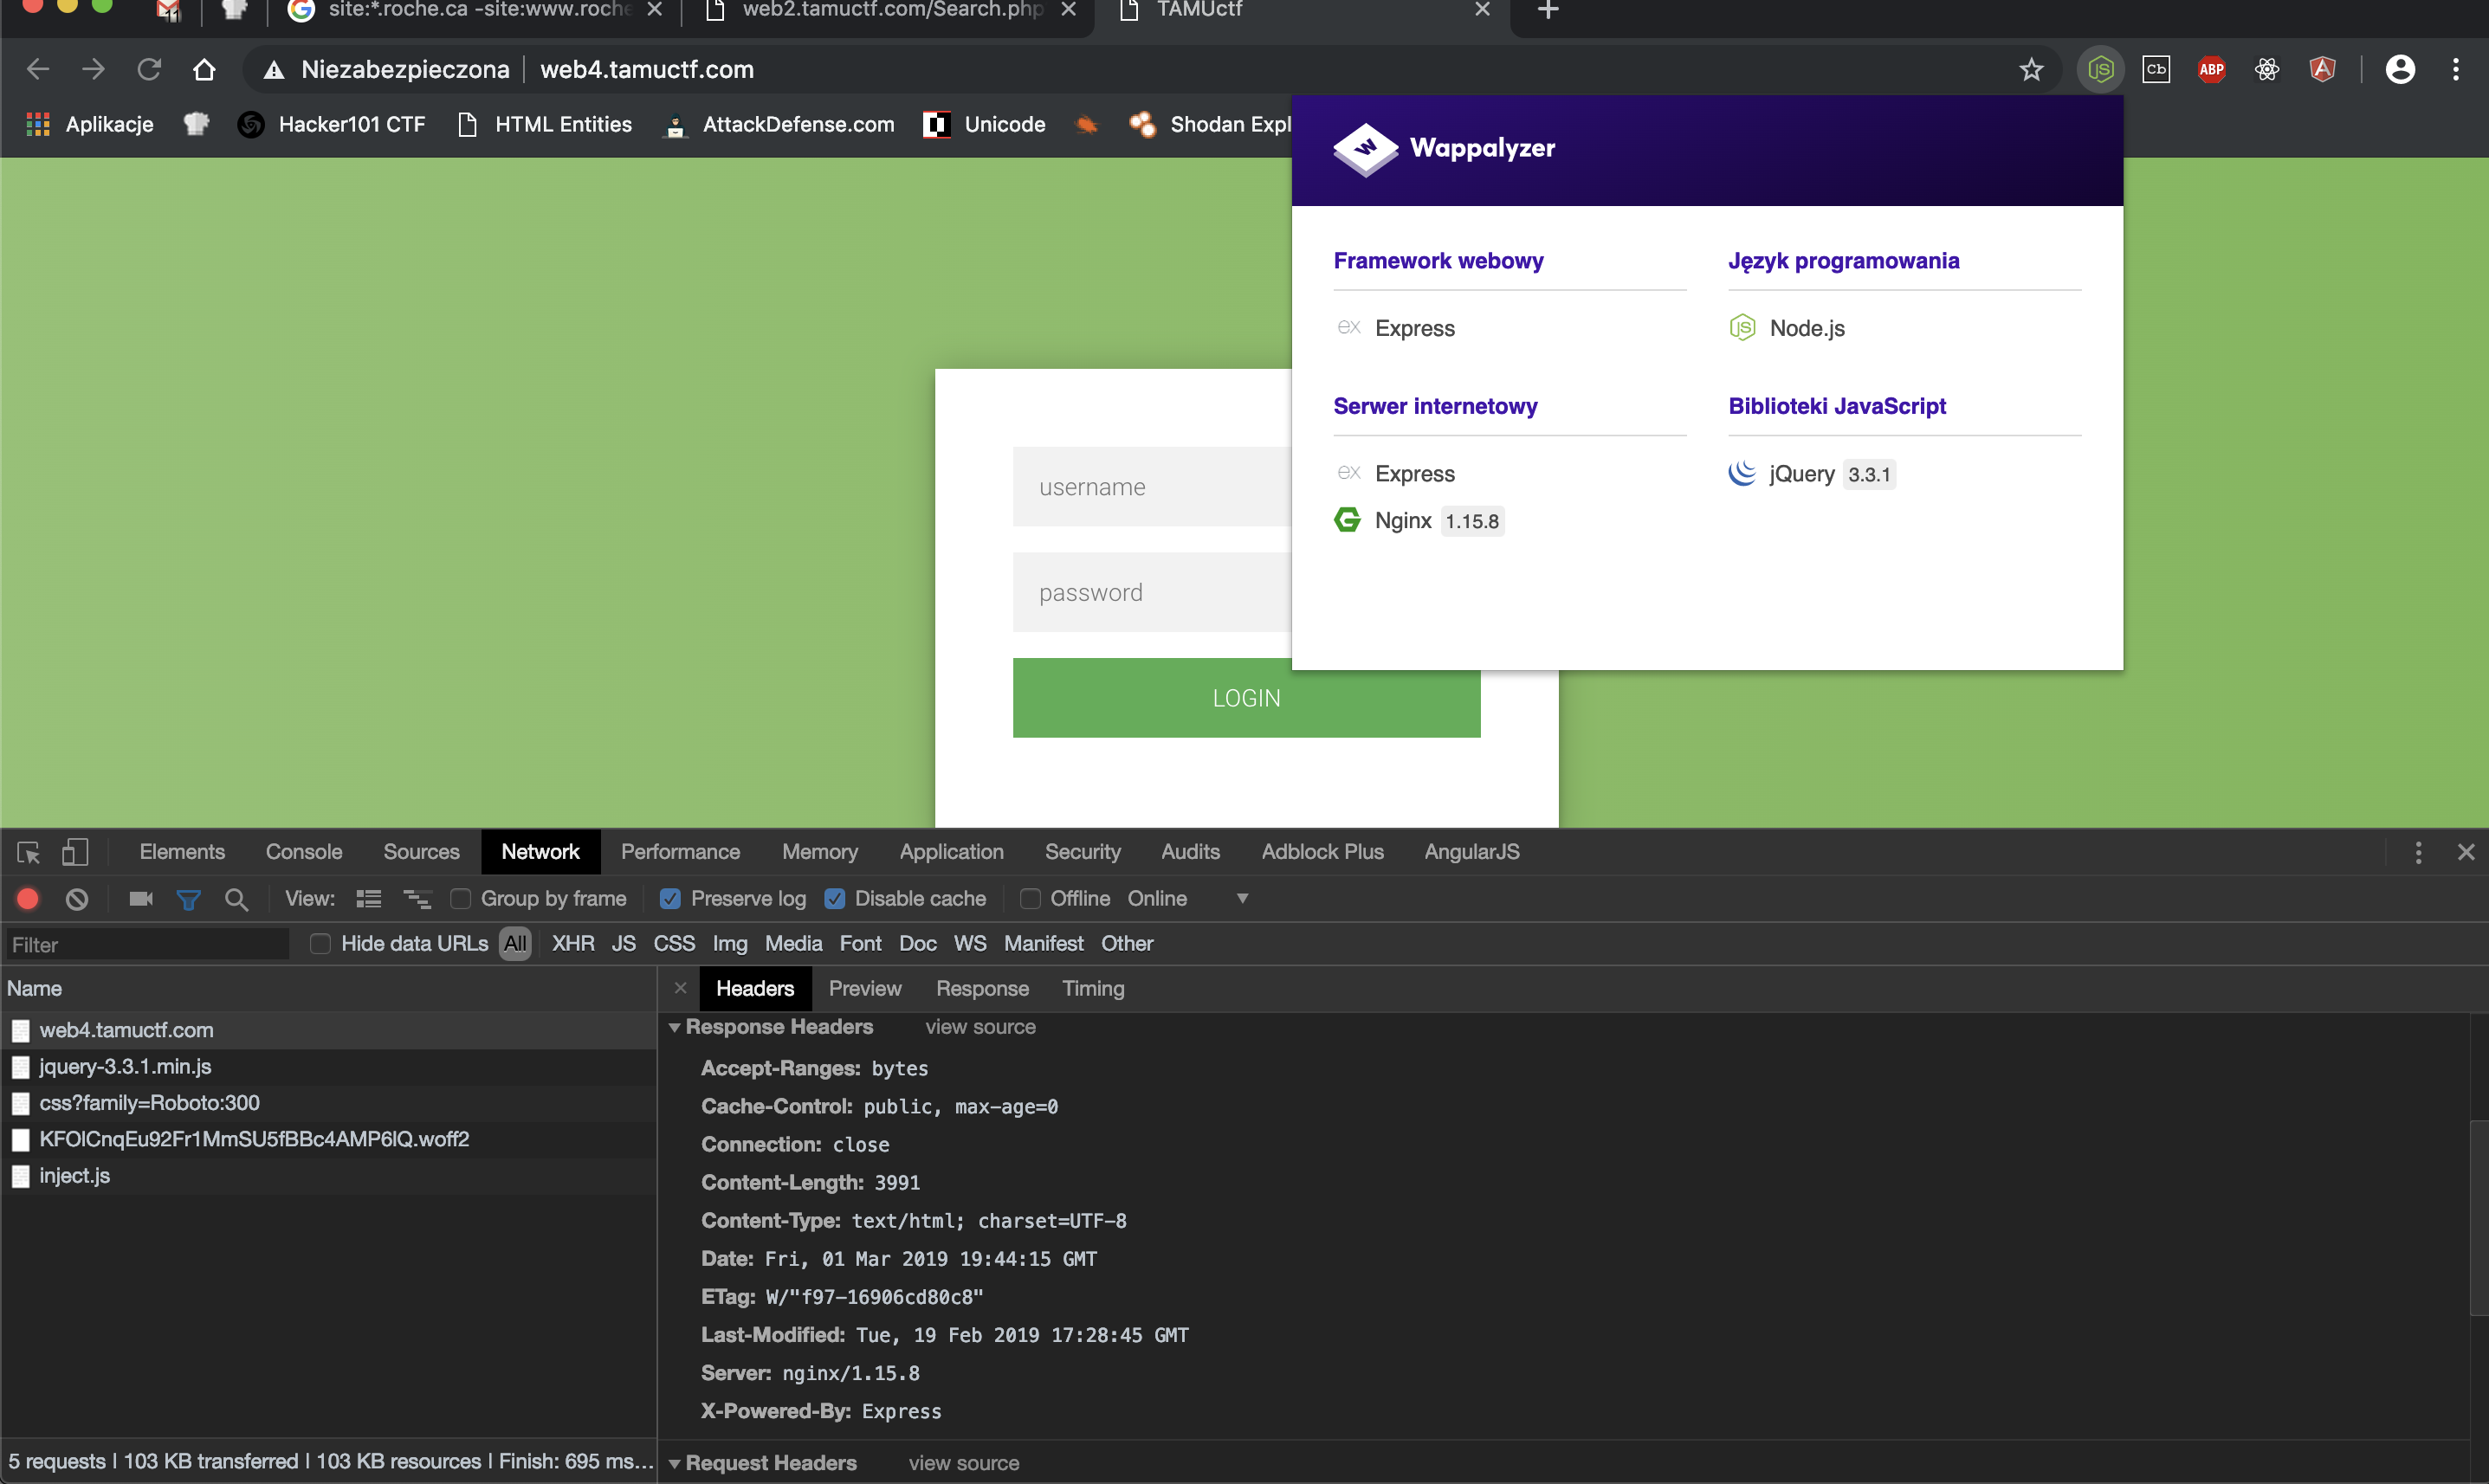 site:*.roche.ca -site:www.roche
web2.tamuctf.com/Search.php
TAMUctf
Niezabezpieczona
web4.tamuctf.com
Cb
ABP
Aplikacje
Hacker101 CTF
HTML Entities
AttackDefense.com
Unicode
Shodan Expl
Wappalyzer
Framework webowy
Język programowania
ex Express
Node.js
Serwer internetowy
Biblioteki JavaScript
ex Express
jQuery 3.3.1
Nginx 1.15.8
username
password
LOGIN
Elements Console Sources Network Performance Memory Application Security Audits Adblock Plus AngularJS
View: Group by frame Preserve log Disable cache Offline Online
Filter Hide data URLs All XHR JS CSS Img Media Font Doc WS Manifest Other
Name
web4.tamuctf.com
jquery-3.3.1.min.js
css?family=Roboto:300
KFOlCnqEu92Fr1MmSU5fBBc4AMP6lQ.woff2
inject.js
5 requests | 103 KB transferred | 103 KB resources | Finish: 695 ms...
Headers Preview Response Timing
Response Headers view source
Accept-Ranges: bytes
Cache-Control: public, max-age=0
Connection: close
Content-Length: 3991
Content-Type: text/html; charset=UTF-8
Date: Fri, 01 Mar 2019 19:44:15 GMT
ETag: W/"f97-16906cd80c8"
Last-Modified: Tue, 19 Feb 2019 17:28:45 GMT
Server: nginx/1.15.8
X-Powered-By: Express
Request Headers view source